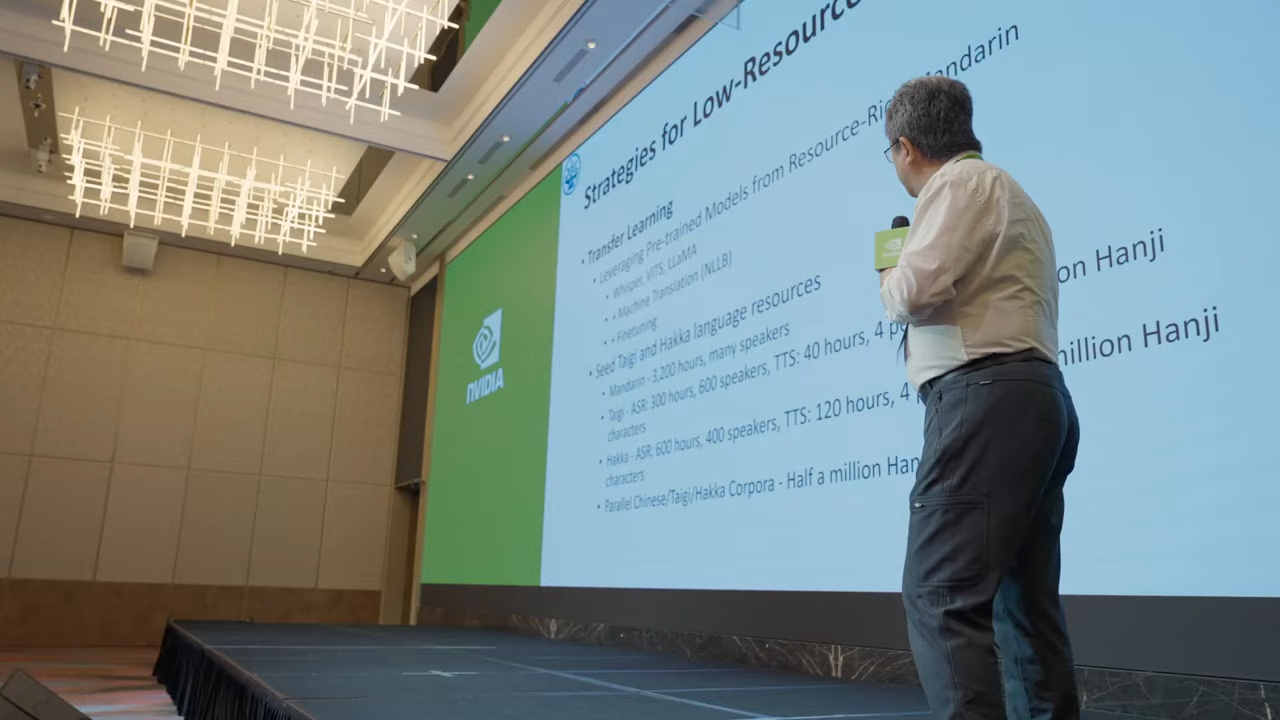 Strategies for Low-Resource
• Transfer Learning
• Leveraging Pre-trained Models from Resource-Rich Mandarin
• Whisper, VITS, LLaMA
• + Machine Translation (NLLB)
• + Finetuning
• Seed Taigi and Hakka language resources
• Mandarin - 3,200 hours, many speakers
• Taigi - ASR: 300 hours, 600 speakers, TTS: 40 hours, 4 Hanji
characters
• Hakka - ASR: 600 hours, 400 speakers, TTS: 120 hours, 4 million Hanji
characters
• Parallel Chinese/Taigi/Hakka Corpora - Half a million
NVIDIA